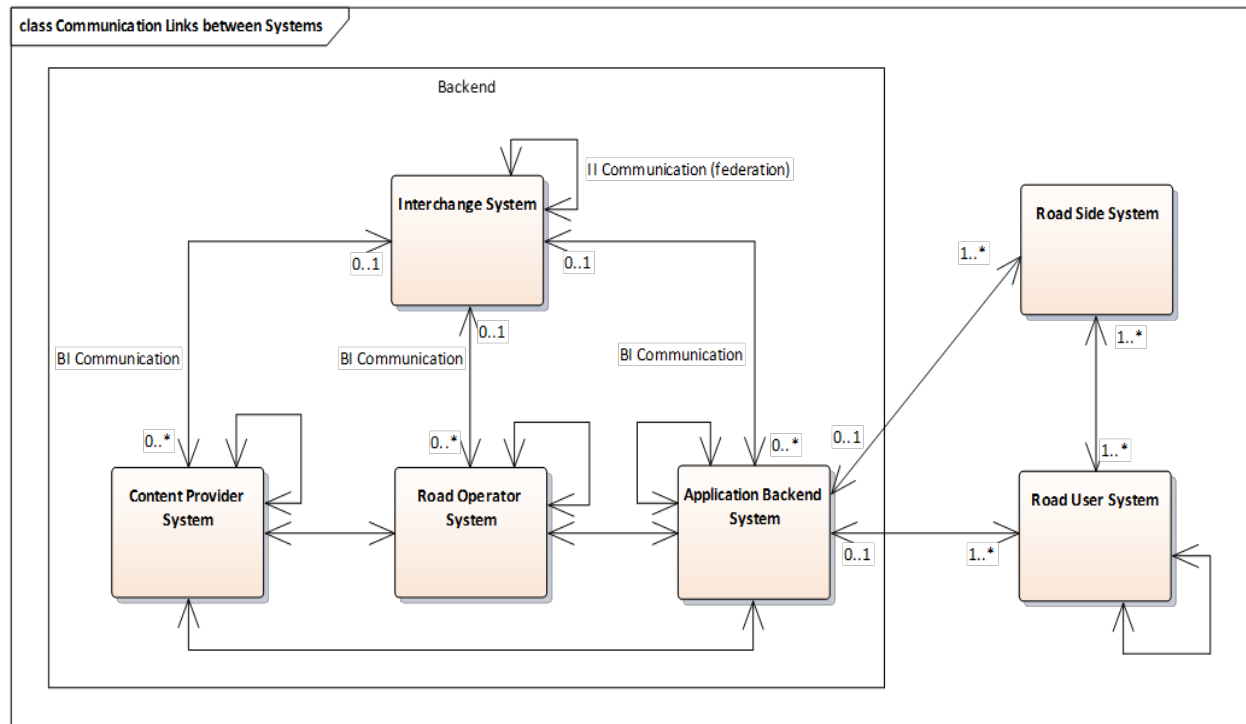 class Communication Links between Systems
Backend
II Communication (federation)
Interchange System
Road Side System
0..1
0..1
1..*
0..1
1..*
BI Communication
BI Communication
BI Communication
0..*
0..*
0..*
0..1
1..*
Content Provider
System
Road Operator
System
Application Backend
System
Road User System
0..1
1..*